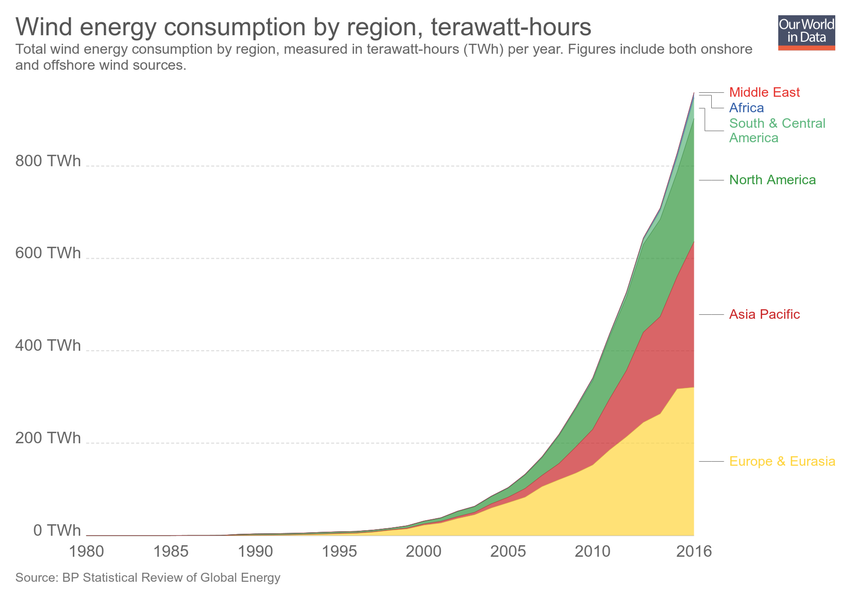 Wind energy consumption by region, terawatt-hours
Our World
in Data
Total wind energy consumption by region, measured in terawatt-hours (TWh) per year. Figures include both onshore
and offshore wind sources.
Middle East
Africa
South & Central
America
800 TWh
North America
600 TWh
Asia Pacific
400 TWh
200 TWh
Europe & Eurasia
0 TWh
1980 1985 1990 1995 2000 2005 2010 2016
Source: BP Statistical Review of Global Energy